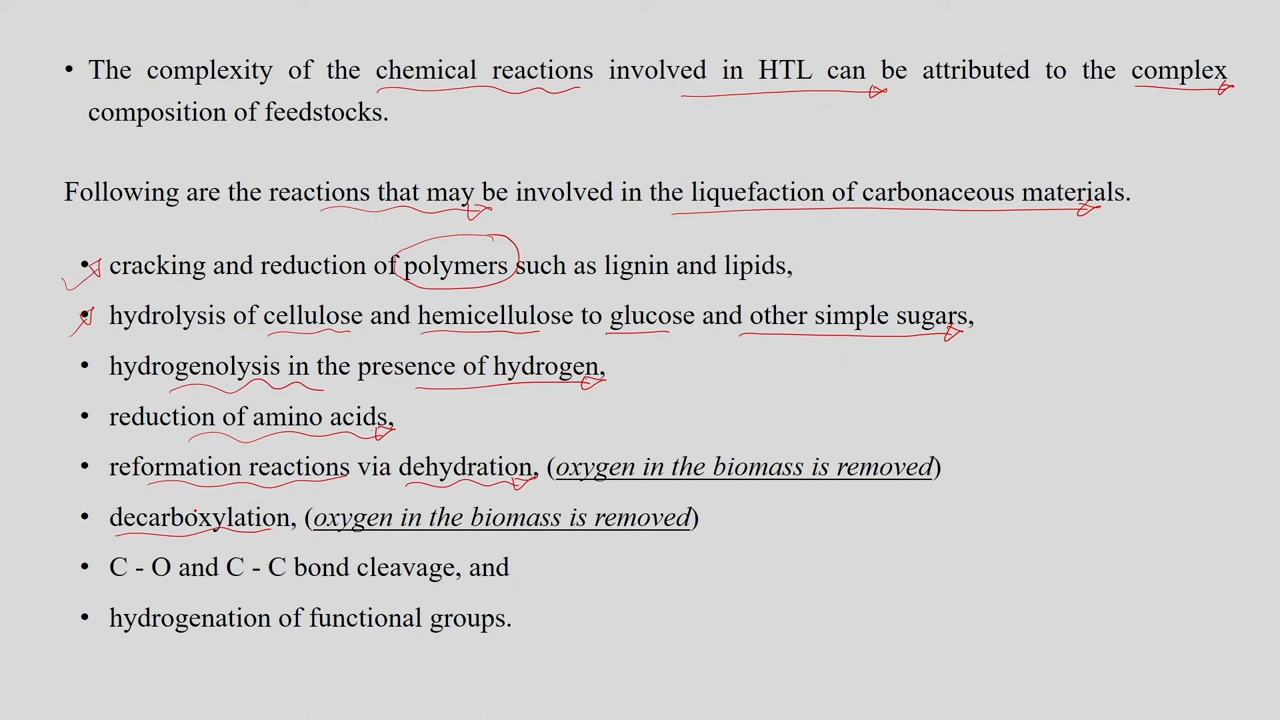 • The complexity of the chemical reactions involved in HTL can be attributed to the complex
composition of feedstocks.
Following are the reactions that may be involved in the liquefaction of carbonaceous materials.
• cracking and reduction of polymers such as lignin and lipids,
• hydrolysis of cellulose and hemicellulose to glucose and other simple sugars,
• hydrogenolysis in the presence of hydrogen,
• reduction of amino acids,
• reformation reactions via dehydration, (oxygen in the biomass is removed)
• decarboxylation, (oxygen in the biomass is removed)
• C - O and C - C bond cleavage, and
• hydrogenation of functional groups.